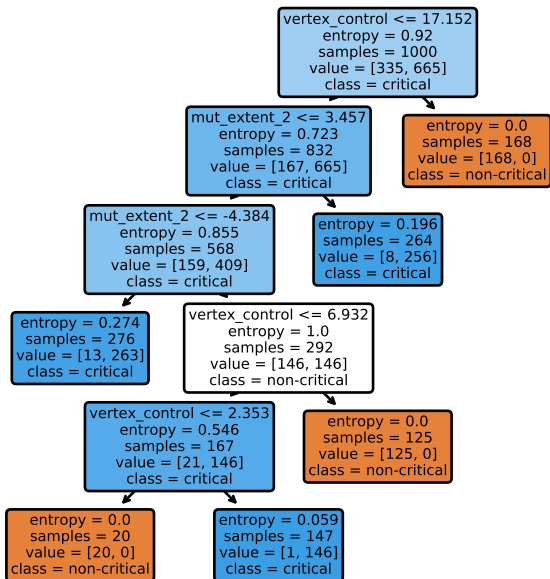 vertex_control <= 17.152
entropy = 0.92
samples = 1000
value = [335, 665]
class = critical
mut_extent_2 <= 3.457
entropy = 0.723
samples = 832
value = [167, 665]
class = critical
entropy = 0.0
samples = 168
value = [168, 0]
class = non-critical
mut_extent_2 <= -4.384
entropy = 0.855
samples = 568
value = [159, 409]
class = critical
entropy = 0.196
samples = 264
value = [8, 256]
class = critical
entropy = 0.274
samples = 276
value = [13, 263]
class = critical
vertex_control <= 6.932
entropy = 1.0
samples = 292
value = [146, 146]
class = non-critical
vertex_control <= 2.353
entropy = 0.546
samples = 167
value = [21, 146]
class = critical
entropy = 0.0
samples = 125
value = [125, 0]
class = non-critical
entropy = 0.0
samples = 20
value = [20, 0]
class = non-critical
entropy = 0.059
samples = 147
value = [1, 146]
class = critical